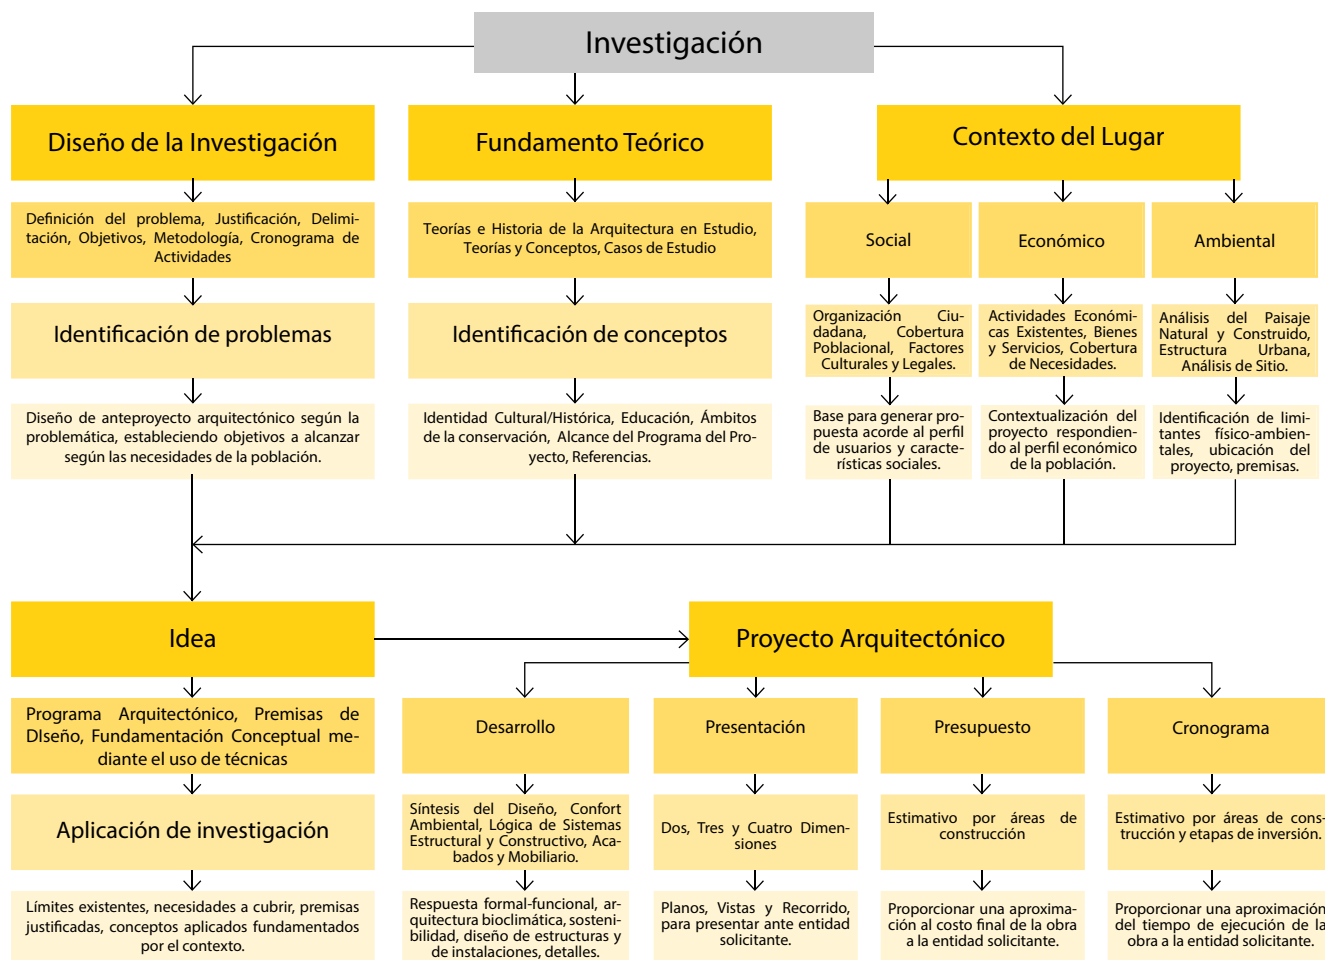 Investigación
Diseño de la Investigación
Definición del problema, Justificación, Delimi-
tación, Objetivos, Metodología, Cronograma de
Actividades
Identificación de problemas
Diseño de anteproyecto arquitectónico según la
problemática, estableciendo objetivos a alcanzar
según las necesidades de la población.
Fundamento Teórico
Teorías e Historia de la Arquitectura en Estudio,
Teorías y Conceptos, Casos de Estudio
Identificación de conceptos
Identidad Cultural/Histórica, Educación, Ámbitos
de la conservación, Alcance del Programa del Pro-
yecto, Referencias.
Contexto del Lugar
Social
Organización Ciu-
dadana, Cobertura
Poblacional, Factores
Culturales y Legales.
Base para generar pro-
puesta acorde al perfil
de usuarios y caracte-
rísticas sociales.
Económico
Actividades Económi-
cas Existentes, Bienes
y Servicios, Cobertura
de Necesidades.
Contextualización del
proyecto respondien-
do al perfil económico
de la población.
Ambiental
Análisis del Paisaje
Natural y Construido,
Estructura Urbana,
Análisis de Sitio.
Identificación de limi-
tantes físico-ambien-
tales, ubicación del
proyecto, premisas.
Idea
Programa Arquitectónico, Premisas de
DIseño, Fundamentación Conceptual me-
diante el uso de técnicas
Aplicación de investigación
Límites existentes, necesidades a cubrir, premisas
justificadas, conceptos aplicados fundamentados
por el contexto.
Proyecto Arquitectónico
Desarrollo
Síntesis del Diseño, Confort
Ambiental, Lógica de Sistemas
Estructural y Constructivo, Aca-
bados y Mobiliario.
Respuesta formal-funcional, ar-
quitectura bioclimática, sosteni-
bilidad, diseño de estructuras y
de instalaciones, detalles.
Presentación
Dos, Tres y Cuatro Dimen-
siones
Planos, Vistas y Recorrido,
para presentar ante entidad
solicitante.
Presupuesto
Estimativo por áreas de
construcción
Proporcionar una aproxima-
ción al costo final de la obra
a la entidad solicitante.
Cronograma
Estimativo por áreas de cons-
trucción y etapas de inversión.
Proporcionar una aproximación
del tiempo de ejecución de la
obra a la entidad solicitante.